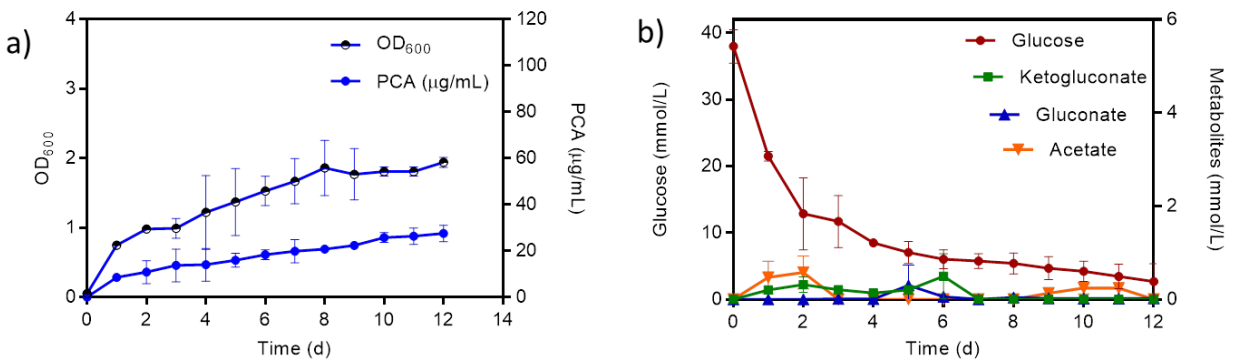 a)
4
3
2
1
0
OD600
OD600
PCA (µg/mL)
120
100
80
60
40
20
0
PCA (µg/mL)
0 2 4 6 8 10 12 14
Time (d)
b)
40
30
20
10
0
Glucose (mmol/L)
Glucose
Ketogluconate
Gluconate
Acetate
6
4
2
0
Metabolites (mmol/L)
0 2 4 6 8 10 12
Time (d)